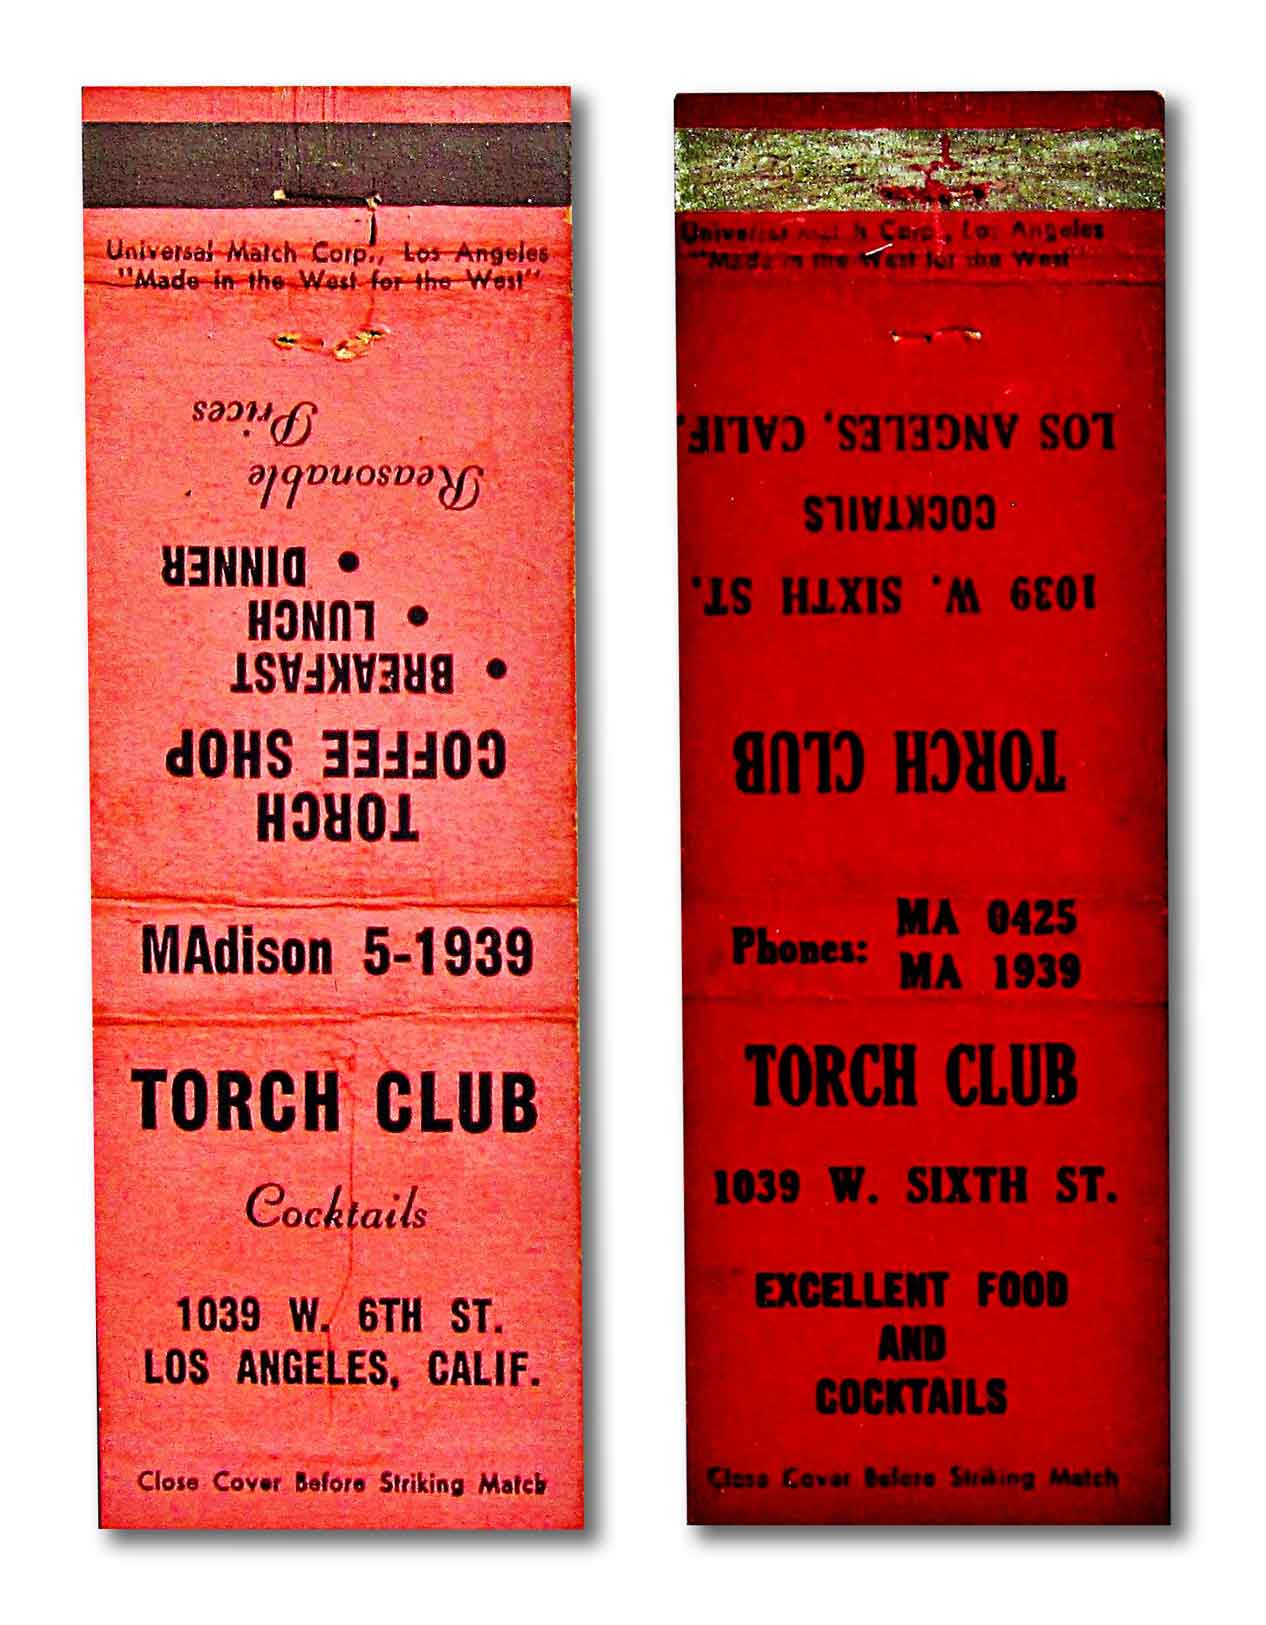 Universal Match Corp., Los Angeles
"Made in the West for the West"
TORCH
COFFEE SHOP
• BREAKFAST
• LUNCH
• DINNER
Reasonable
Prices
MAdison 5-1939
TORCH CLUB
Cocktails
1039 W. 6TH ST.
LOS ANGELES, CALIF.
Close Cover Before Striking Match
Universal Match Corp., Los Angeles
"Made in the West for the West"
TORCH CLUB
1039 W. SIXTH ST.
COCKTAILS
LOS ANGELES, CALIF.
Phones: MA 0425
MA 1939
TORCH CLUB
1039 W. SIXTH ST.
EXCELLENT FOOD
AND
COCKTAILS
Close Cover Before Striking Match